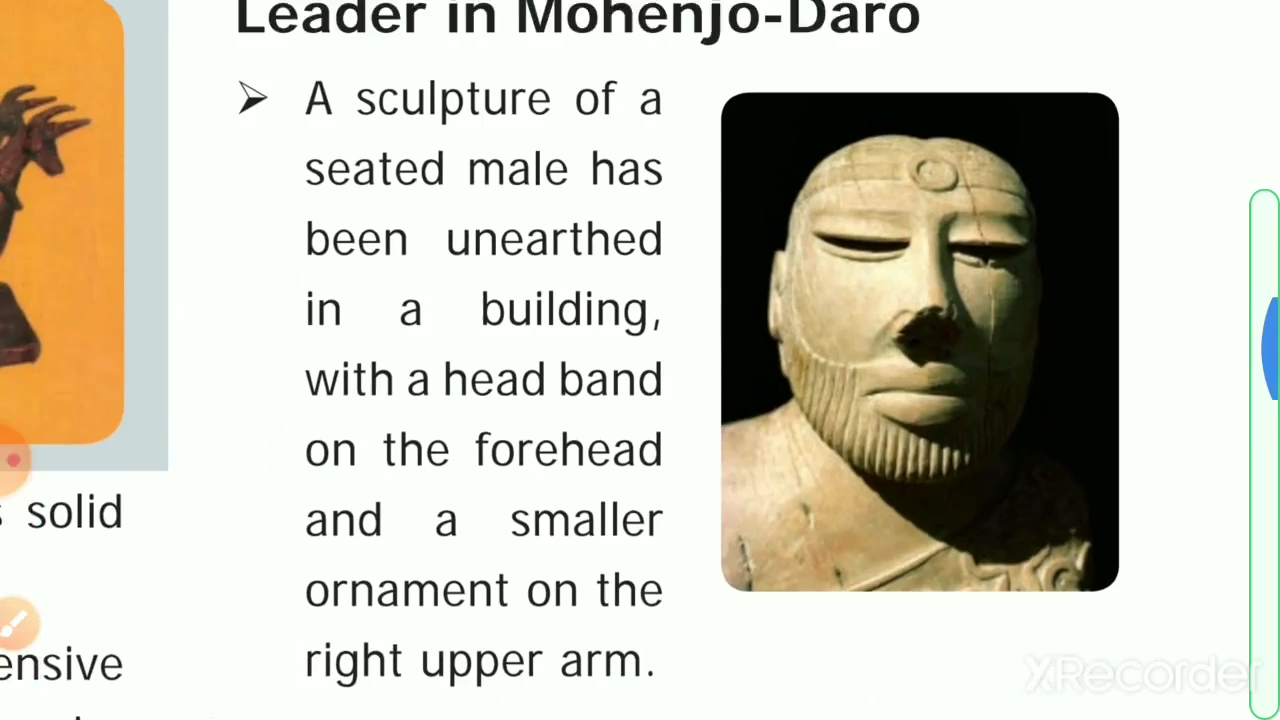 Leader in Mohenjo-Daro
A sculpture of a
seated male has
been unearthed
in a building,
with a head band
on the forehead
and a smaller
ornament on the
right upper arm.
solid
ensive
XRecorder